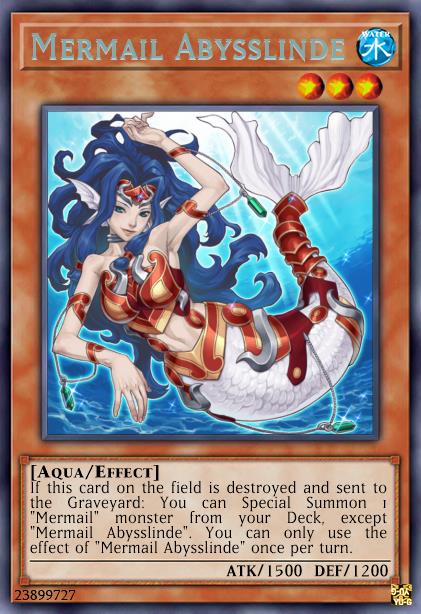 Mermail Abysslinde
WATER
水
[Aqua/Effect]
If this card on the field is destroyed and sent to
the Graveyard: You can Special Summon 1
"Mermail" monster from your Deck, except
"Mermail Abysslinde". You can only use the
effect of "Mermail Abysslinde" once per turn.
ATK/1500 DEF/1200
23899727